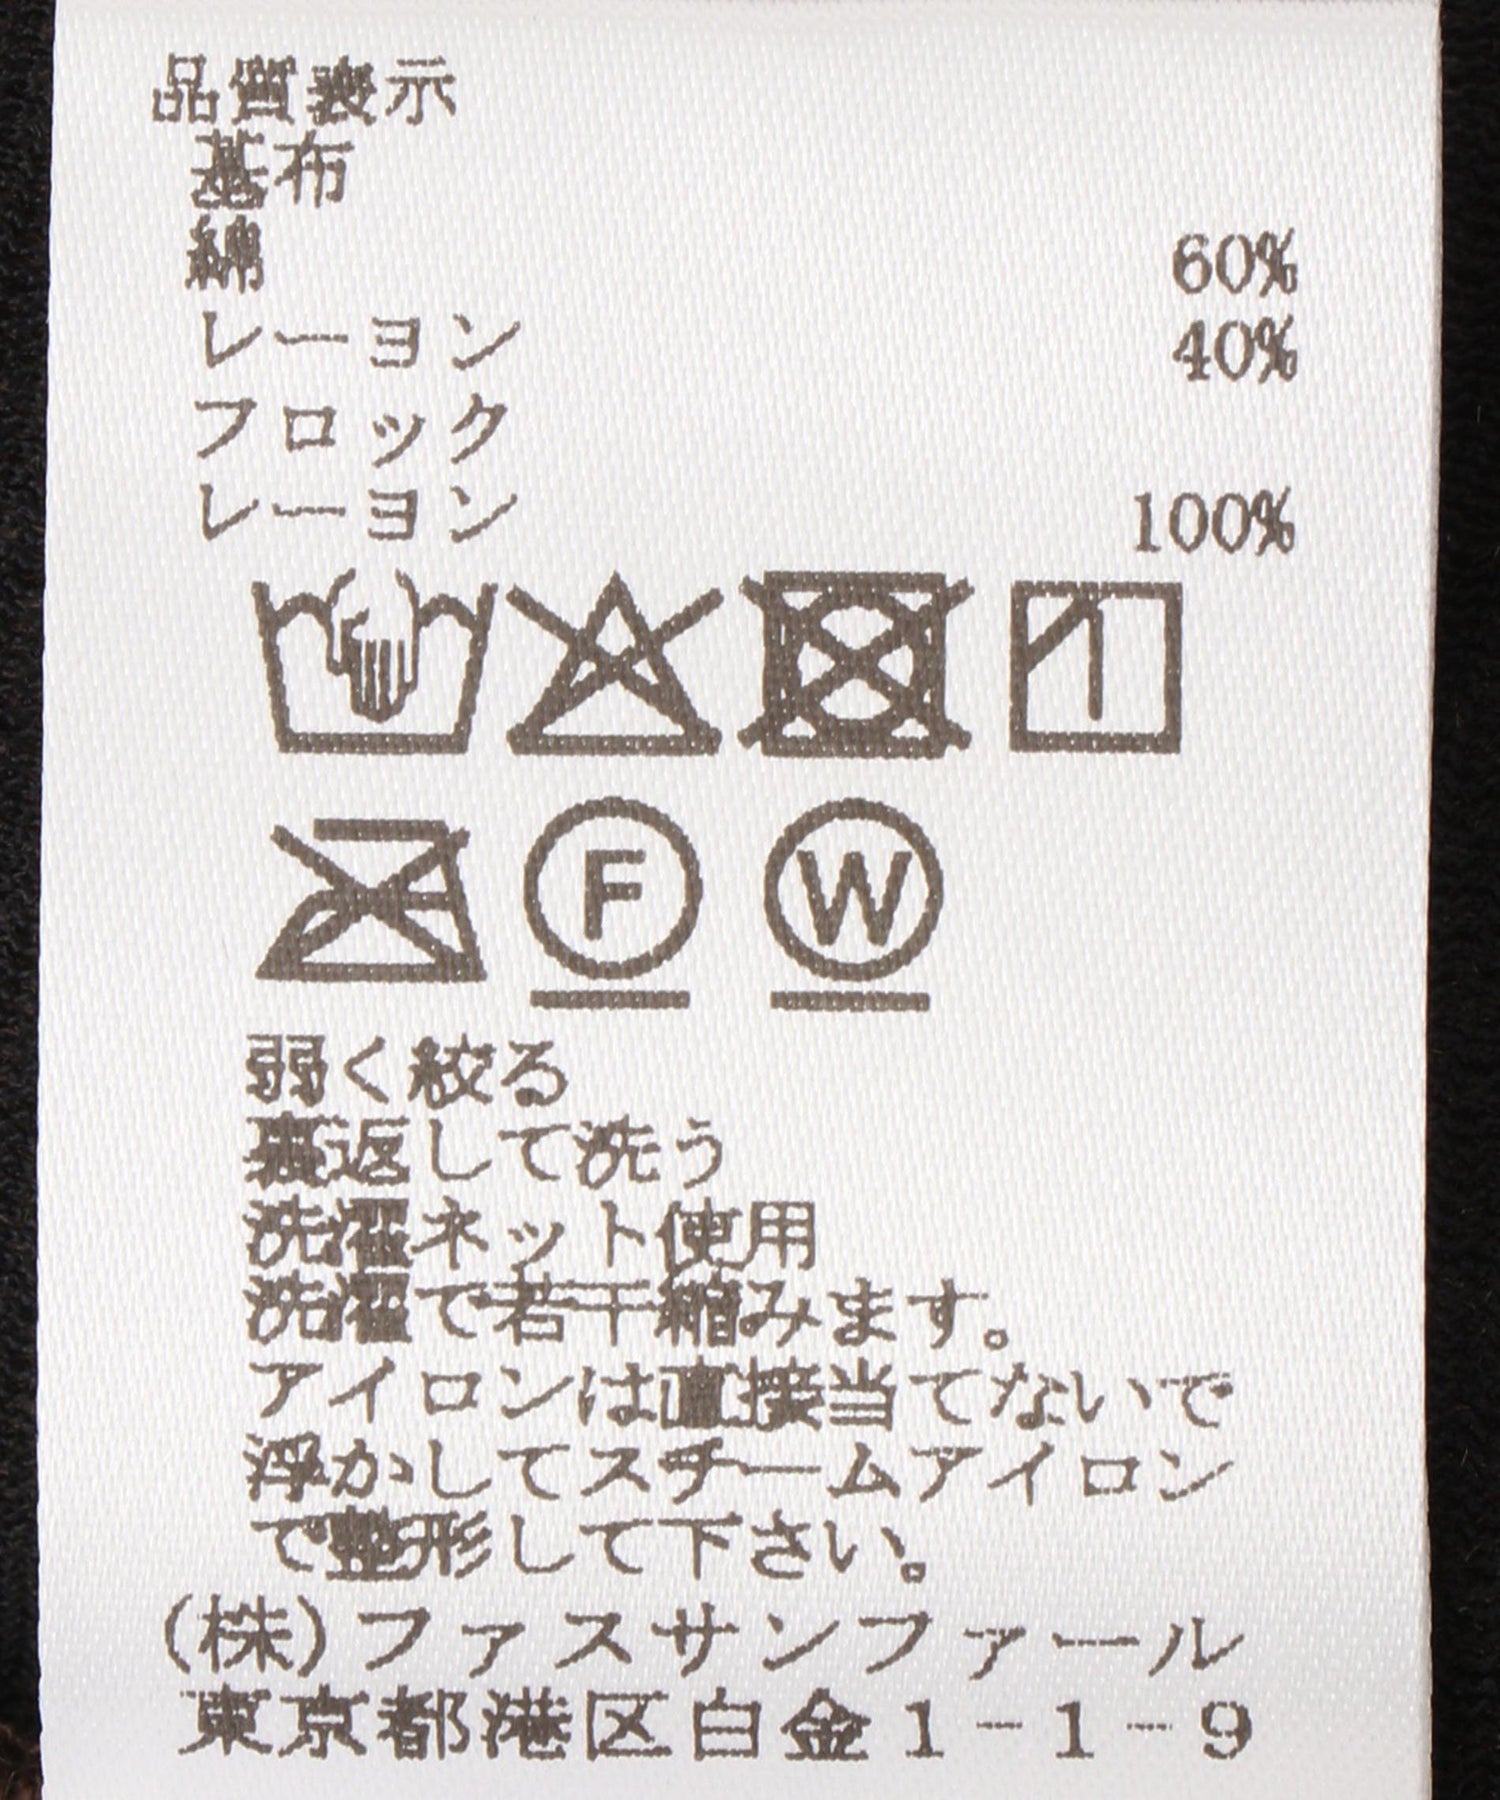 品質表示
基布
綿 60%
レーヨン 40%
フロック
レーヨン 100%
F W
弱く絞る
裏返して洗う
洗濯ネット使用
洗濯で若干縮みます。
アイロンは直接当てないで
浮かしてスチームアイロン
で整形して下さい。
(株)ファスサンファール
東京都港区白金1-1-9